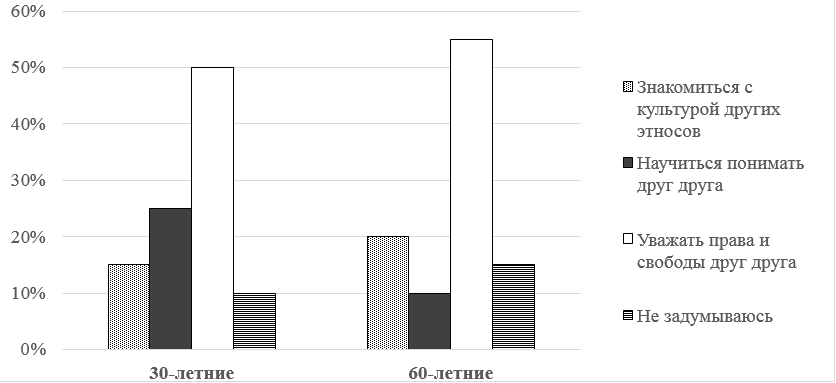 60%
50%
40%
30%
20%
10%
0%
30-летние
60-летние
Знакомиться с
культурой других
этносов
Научиться понимать
друг друга
Уважать права и
свободы друг друга
Не задумываюсь